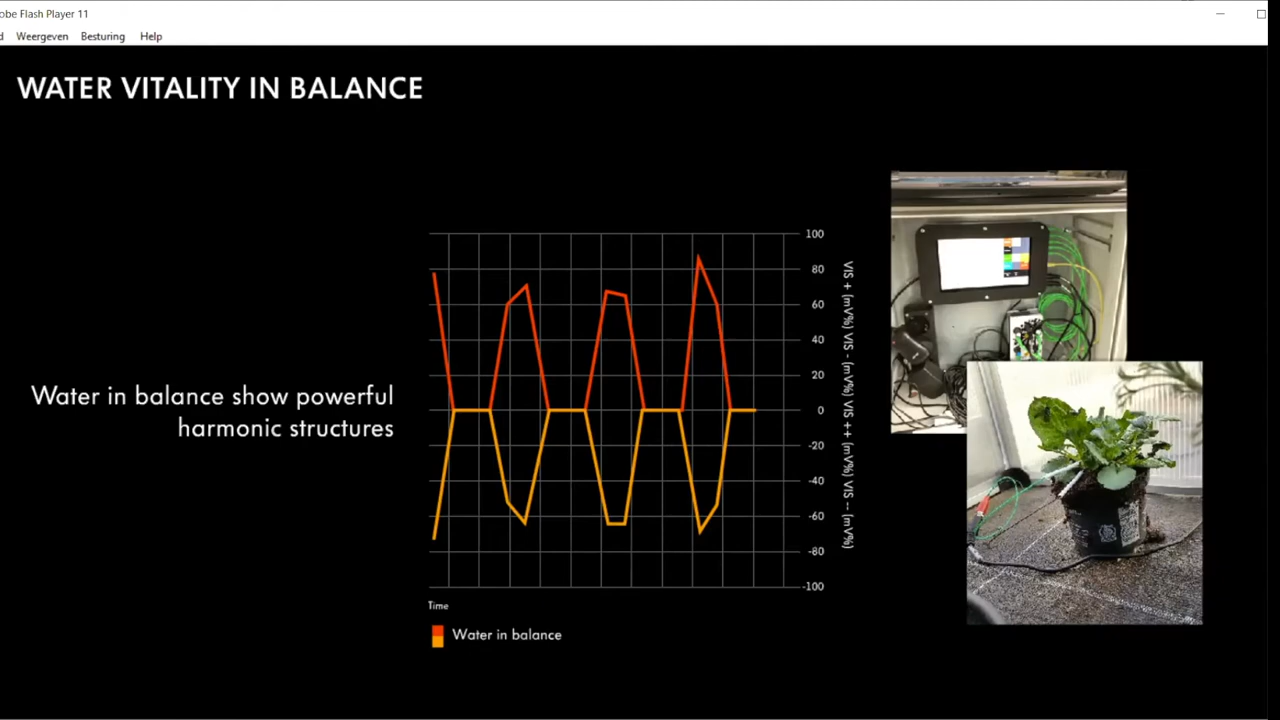 obe Flash Player 11
d Weergeven Besturing Help
WATER VITALITY IN BALANCE
Water in balance show powerful
harmonic structures
100
80
60
40
20
0
-20
-40
-60
-80
-100
VIS + (mV%) VIS - (mV%) VIS ++ (mV%) VIS -- (mV%)
Time
Water in balance